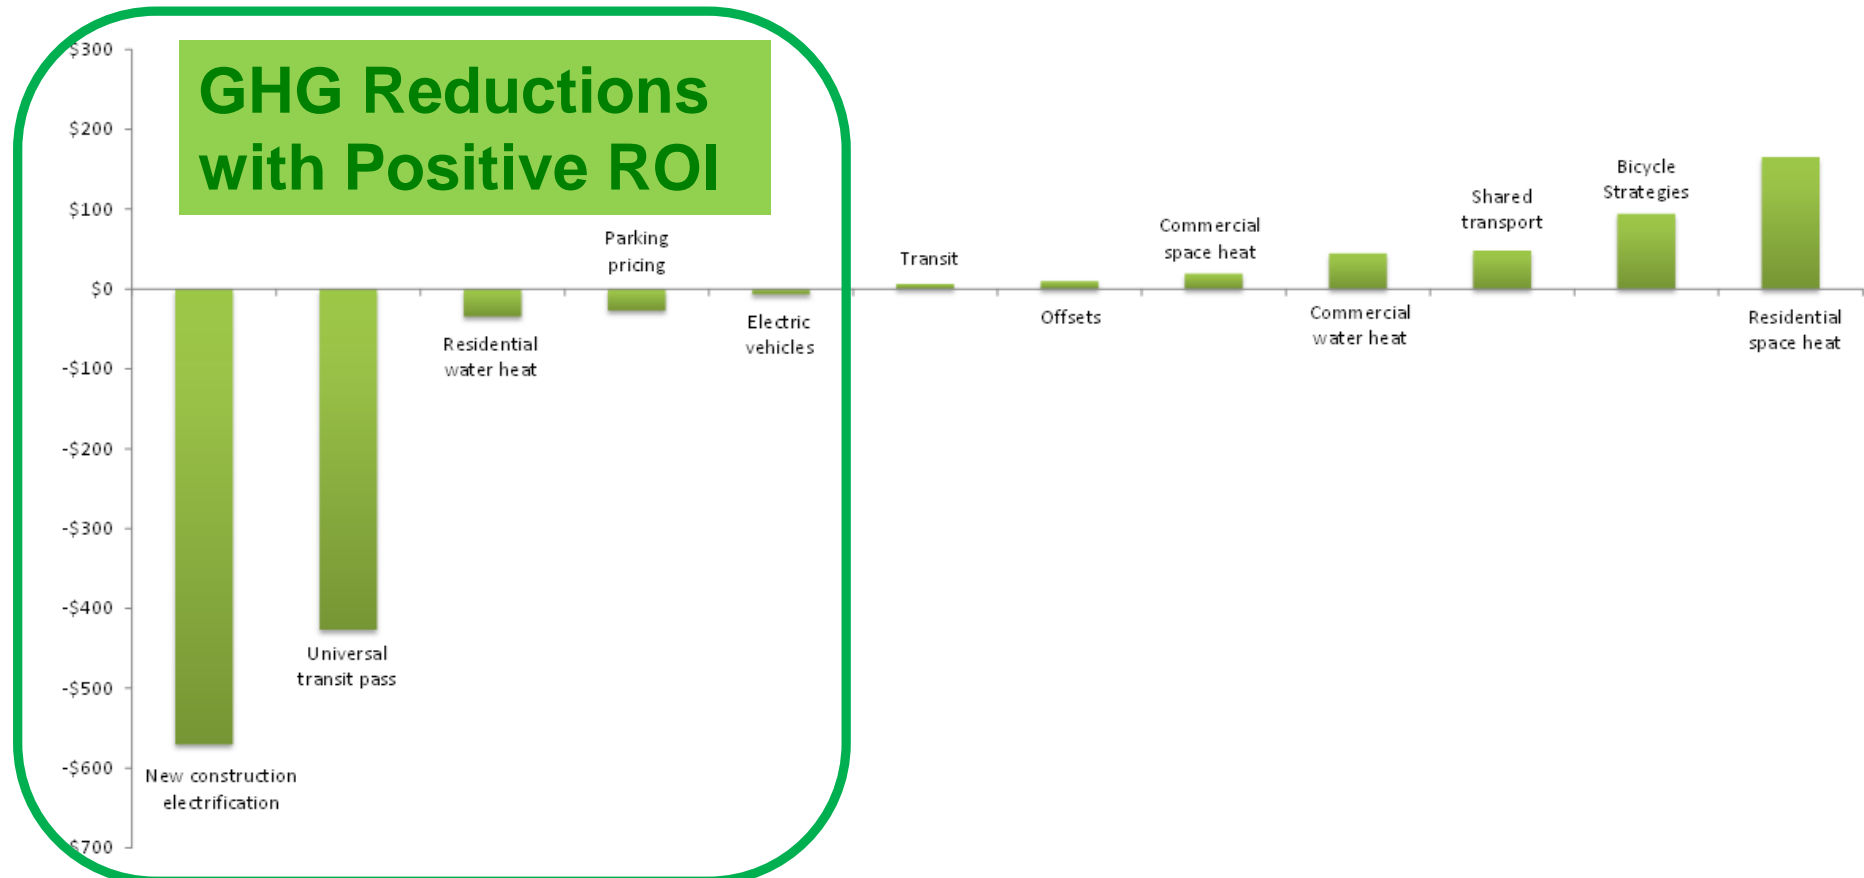 GHG Reductions
with Positive ROI
$300
$200
$100
$0
-$100
-$200
-$300
-$400
-$500
-$600
-$700
New construction
electrification
Universal
transit pass
Residential
water heat
Parking
pricing
Electric
vehicles
Transit
Offsets
Commercial
space heat
Commercial
water heat
Shared
transport
Bicycle
Strategies
Residential
space heat